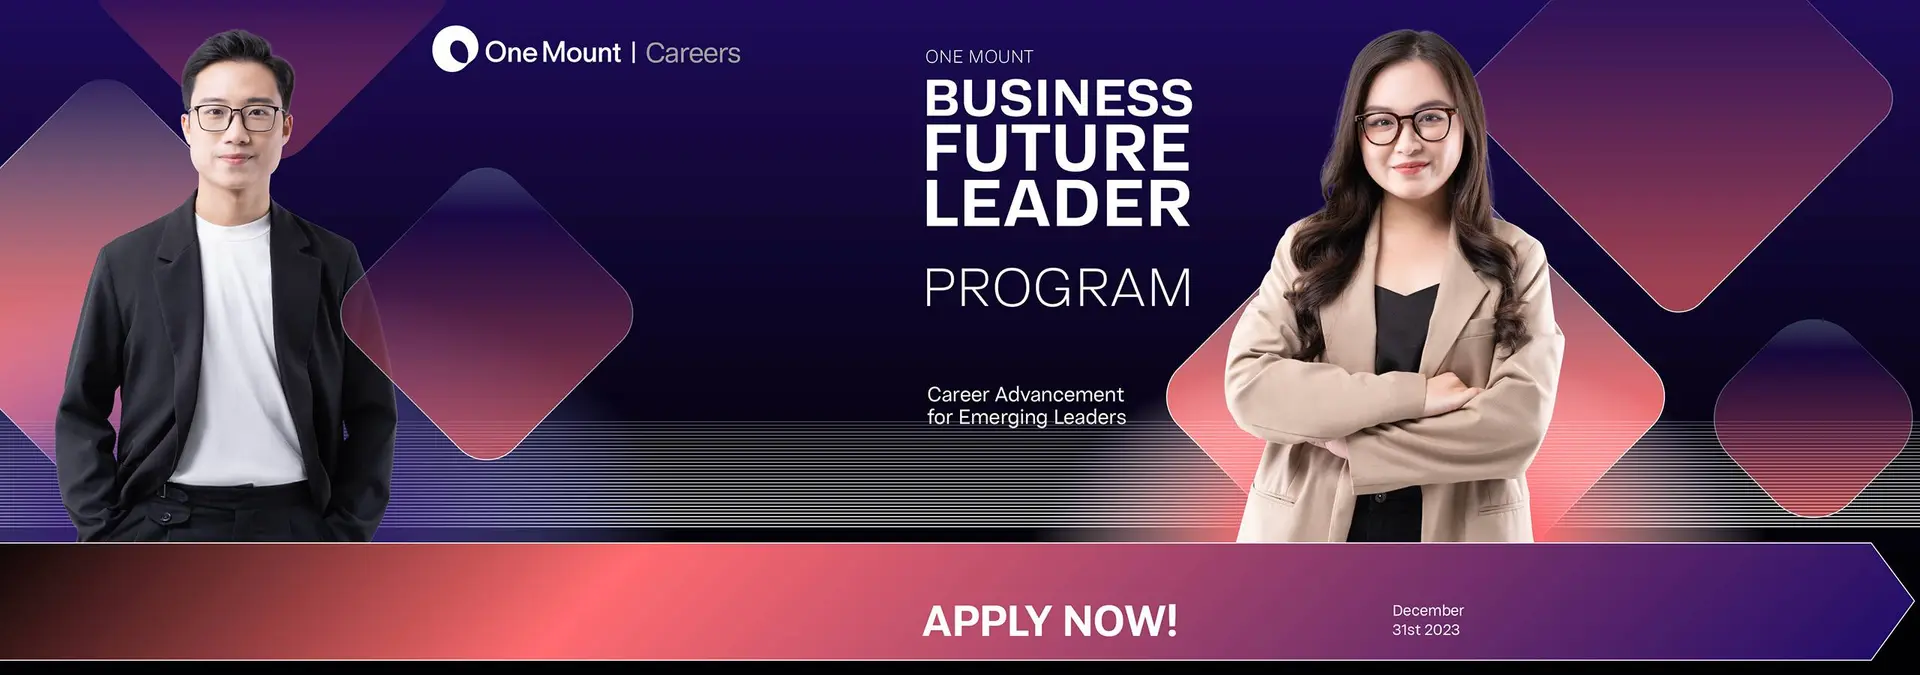 One Mount | Careers
ONE MOUNT
BUSINESS
FUTURE
LEADER
PROGRAM
Career Advancement
for Emerging Leaders
APPLY NOW!
December
31st 2023